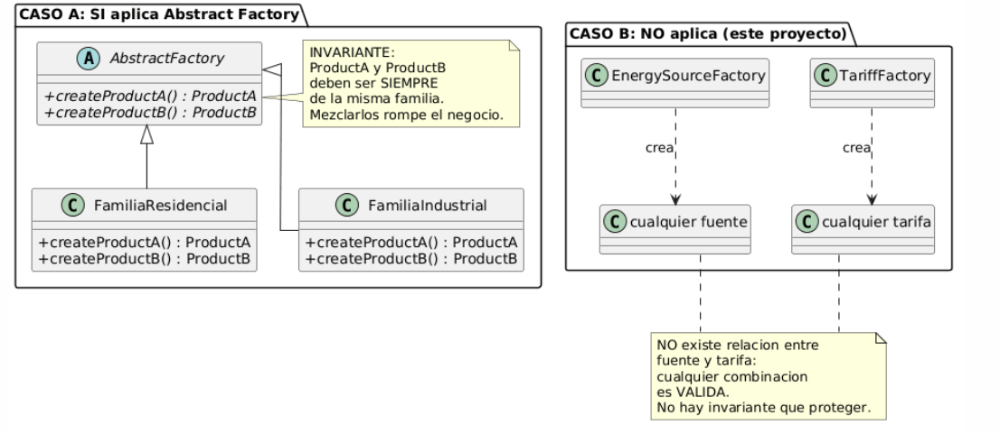 CASO A: SI aplica Abstract Factory
A AbstractFactory
+createProductA() : ProductA
+createProductB() : ProductB
INVARIANTE:
ProductA y ProductB
deben ser SIEMPRE
de la misma familia.
Mezclarlos rompe el negocio.
C FamiliaResidencial
+createProductA() : ProductA
+createProductB() : ProductB
C FamiliaIndustrial
+createProductA() : ProductA
+createProductB() : ProductB
CASO B: NO aplica (este proyecto)
C EnergySourceFactory
C TariffFactory
crea
crea
C cualquier fuente
C cualquier tarifa
NO existe relacion entre
fuente y tarifa:
cualquier combinacion
es VALIDA.
No hay invariante que proteger.